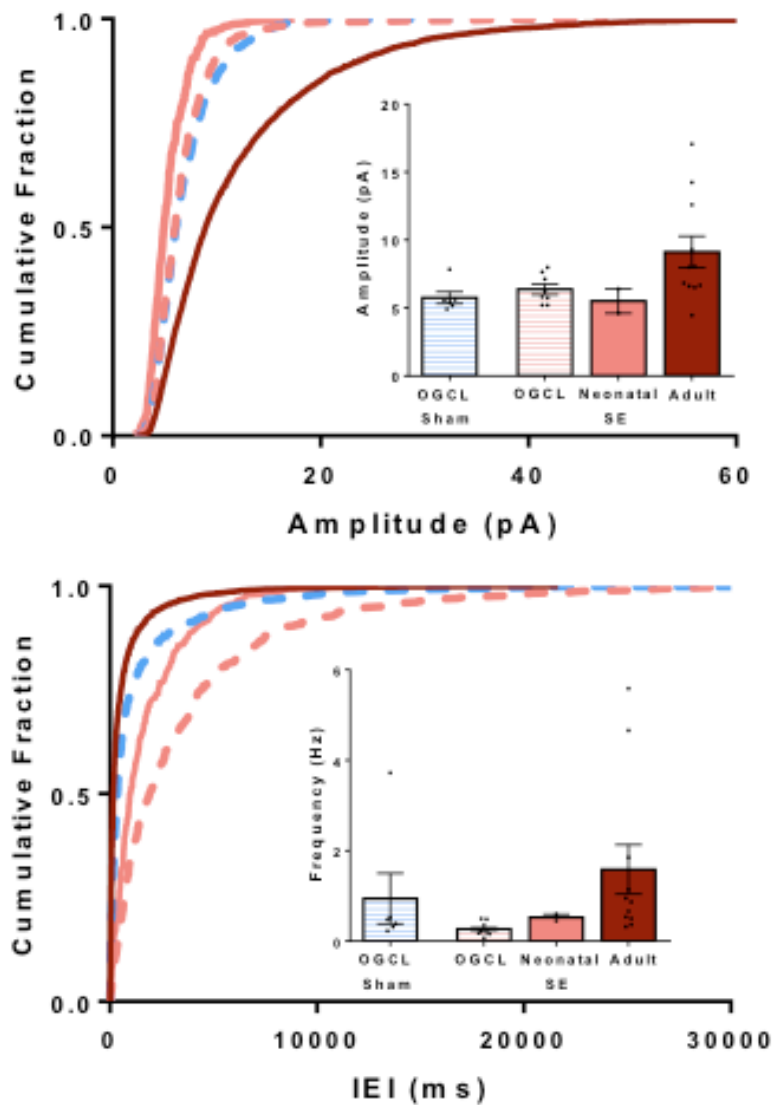 1.0
0.5
0.0
Cumulative Fraction
0 20 40 60
Amplitude (pA)
20
15
10
5
0
Amplitude (pA)
OGCL OGCL Neonatal Adult
Sham SE
1.0
0.5
0.0
Cumulative Fraction
0 10000 20000 30000
IEI (ms)
6
4
2
0
Frequency (Hz)
OGCL OGCL Neonatal Adult
Sham SE